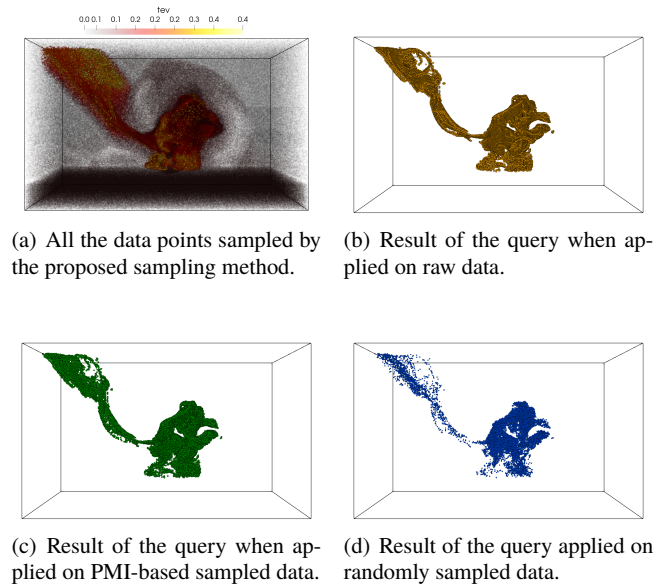 tev
0.0 0.1 0.2 0.2 0.2 0.3 0.4 0.4
(a) All the data points sampled by
the proposed sampling method.
(b) Result of the query when ap-
plied on raw data.
(c) Result of the query when ap-
plied on PMI-based sampled data.
(d) Result of the query applied on
randomly sampled data.